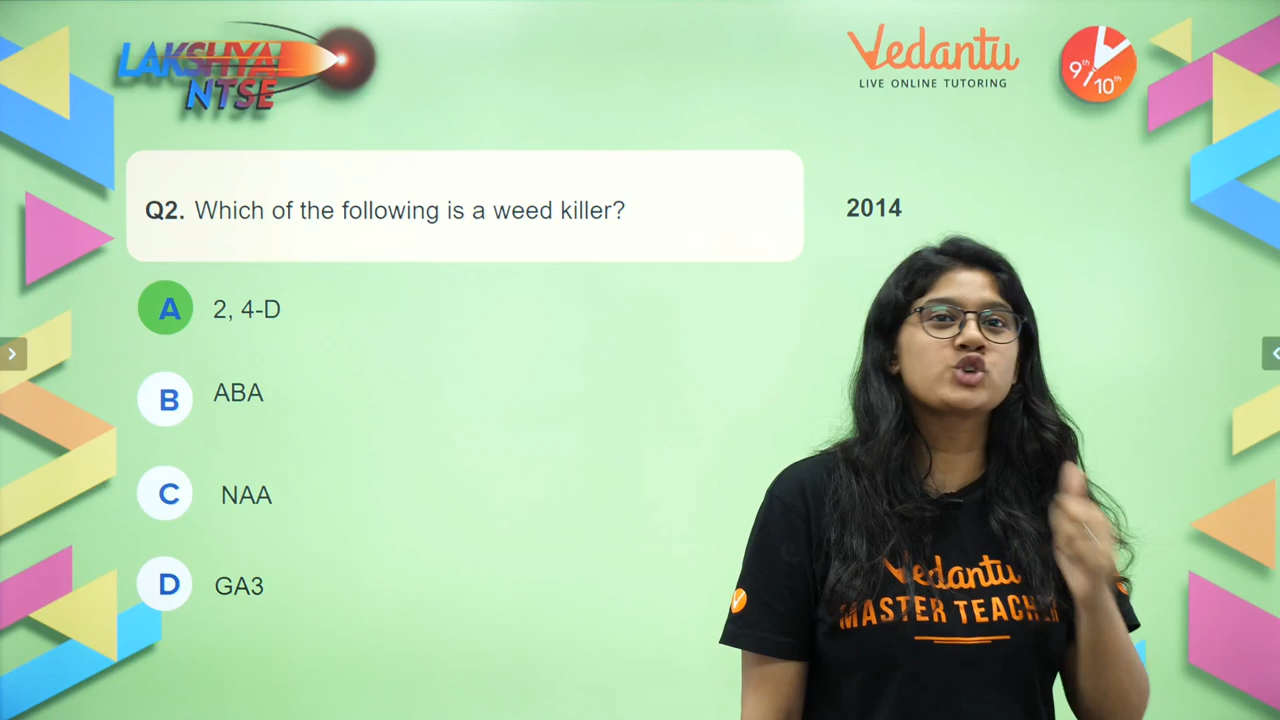 LAKSHYA
NTSE
Vedantu
LIVE ONLINE TUTORING
9th
10th
Q2. Which of the following is a weed killer?
2014
A 2, 4-D
B ABA
C NAA
D GA3
Vedantu
MASTER TEACHER